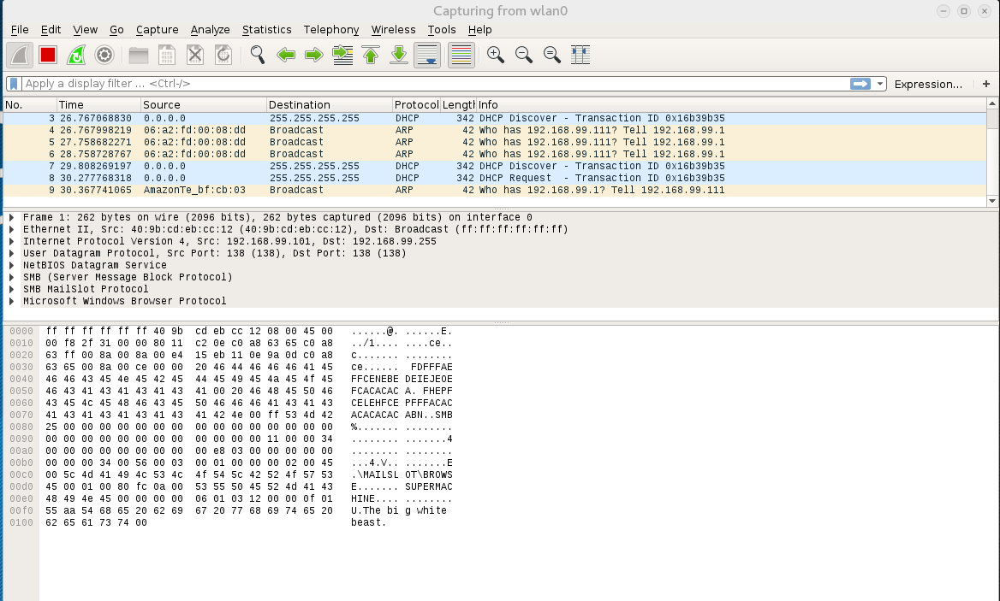 Capturing from wlan0
File Edit View Go Capture Analyze Statistics Telephony Wireless Tools Help
Apply a display filter ... <Ctrl-/> Expression... +
No. Time Source Destination Protocol Length Info
3 26.767068830 0.0.0.0 255.255.255.255 DHCP 342 DHCP Discover - Transaction ID 0x16b39b35
4 26.767998219 06:a2:fd:00:08:dd Broadcast ARP 42 Who has 192.168.99.111? Tell 192.168.99.1
5 27.758682271 06:a2:fd:00:08:dd Broadcast ARP 42 Who has 192.168.99.111? Tell 192.168.99.1
6 28.758728767 06:a2:fd:00:08:dd Broadcast ARP 42 Who has 192.168.99.111? Tell 192.168.99.1
7 29.808269197 0.0.0.0 255.255.255.255 DHCP 342 DHCP Discover - Transaction ID 0x16b39b35
8 30.277768318 0.0.0.0 255.255.255.255 DHCP 342 DHCP Request - Transaction ID 0x16b39b35
9 30.367741065 AmazonTe_bf:cb:03 Broadcast ARP 42 Who has 192.168.99.1? Tell 192.168.99.111
Frame 1: 262 bytes on wire (2096 bits), 262 bytes captured (2096 bits) on interface 0
Ethernet II, Src: 40:9b:cd:eb:cc:12 (40:9b:cd:eb:cc:12), Dst: Broadcast (ff:ff:ff:ff:ff:ff)
Internet Protocol Version 4, Src: 192.168.99.101, Dst: 192.168.99.255
User Datagram Protocol, Src Port: 138 (138), Dst Port: 138 (138)
NetBIOS Datagram Service
SMB (Server Message Block Protocol)
SMB MailSlot Protocol
Microsoft Windows Browser Protocol
0000 ff ff ff ff ff ff 40 9b cd eb cc 12 08 00 45 00 ......@. ......E.
0010 00 f8 2f 31 00 00 80 11 c2 0e c0 a8 63 65 c0 a8 ../1.... ....ce..
0020 63 ff 00 8a 00 8a 00 e4 15 eb 11 0e 9a 0d c0 a8 c....... ........
0030 63 65 00 8a 00 ce 00 00 20 46 44 46 46 46 41 45 ce......  FDFFFAE
0040 46 46 43 45 4e 45 42 45 44 45 49 45 4a 45 4f 45 FFCENEBE DEIEJEOE
0050 46 43 41 43 41 43 41 43 41 00 20 46 48 45 50 46 FCACACAC A. FHEPF
0060 43 45 4c 45 48 46 43 45 50 46 46 46 41 43 41 43 CELEHFCE PFFFACAC
0070 41 43 41 43 41 43 41 43 41 42 4e 00 ff 53 4d 42 ACACACAC ABN..SMB
0080 25 00 00 00 00 00 00 00 00 00 00 00 00 00 00 00 %....... ........
0090 00 00 00 00 00 00 00 00 00 00 00 00 11 00 00 34 ........ .......4
00a0 00 00 00 00 00 00 00 00 00 e8 03 00 00 00 00 00 ........ ........
00b0 00 00 00 34 00 56 00 03 00 01 00 00 00 02 00 45 ...4.V.. .......E
00c0 00 5c 4d 41 49 4c 53 4c 4f 54 5c 42 52 4f 57 53 .\MAILSL OT\BROWS
00d0 45 00 01 00 80 fc 0a 00 53 55 50 45 52 4d 41 43 E....... SUPERMAC
00e0 48 49 4e 45 00 00 00 00 06 01 03 12 00 00 0f 01 HINE.... ........
00f0 55 aa 54 68 65 20 62 69 67 20 77 68 69 74 65 20 U.The bi g white
0100 62 65 61 73 74 00 beast.